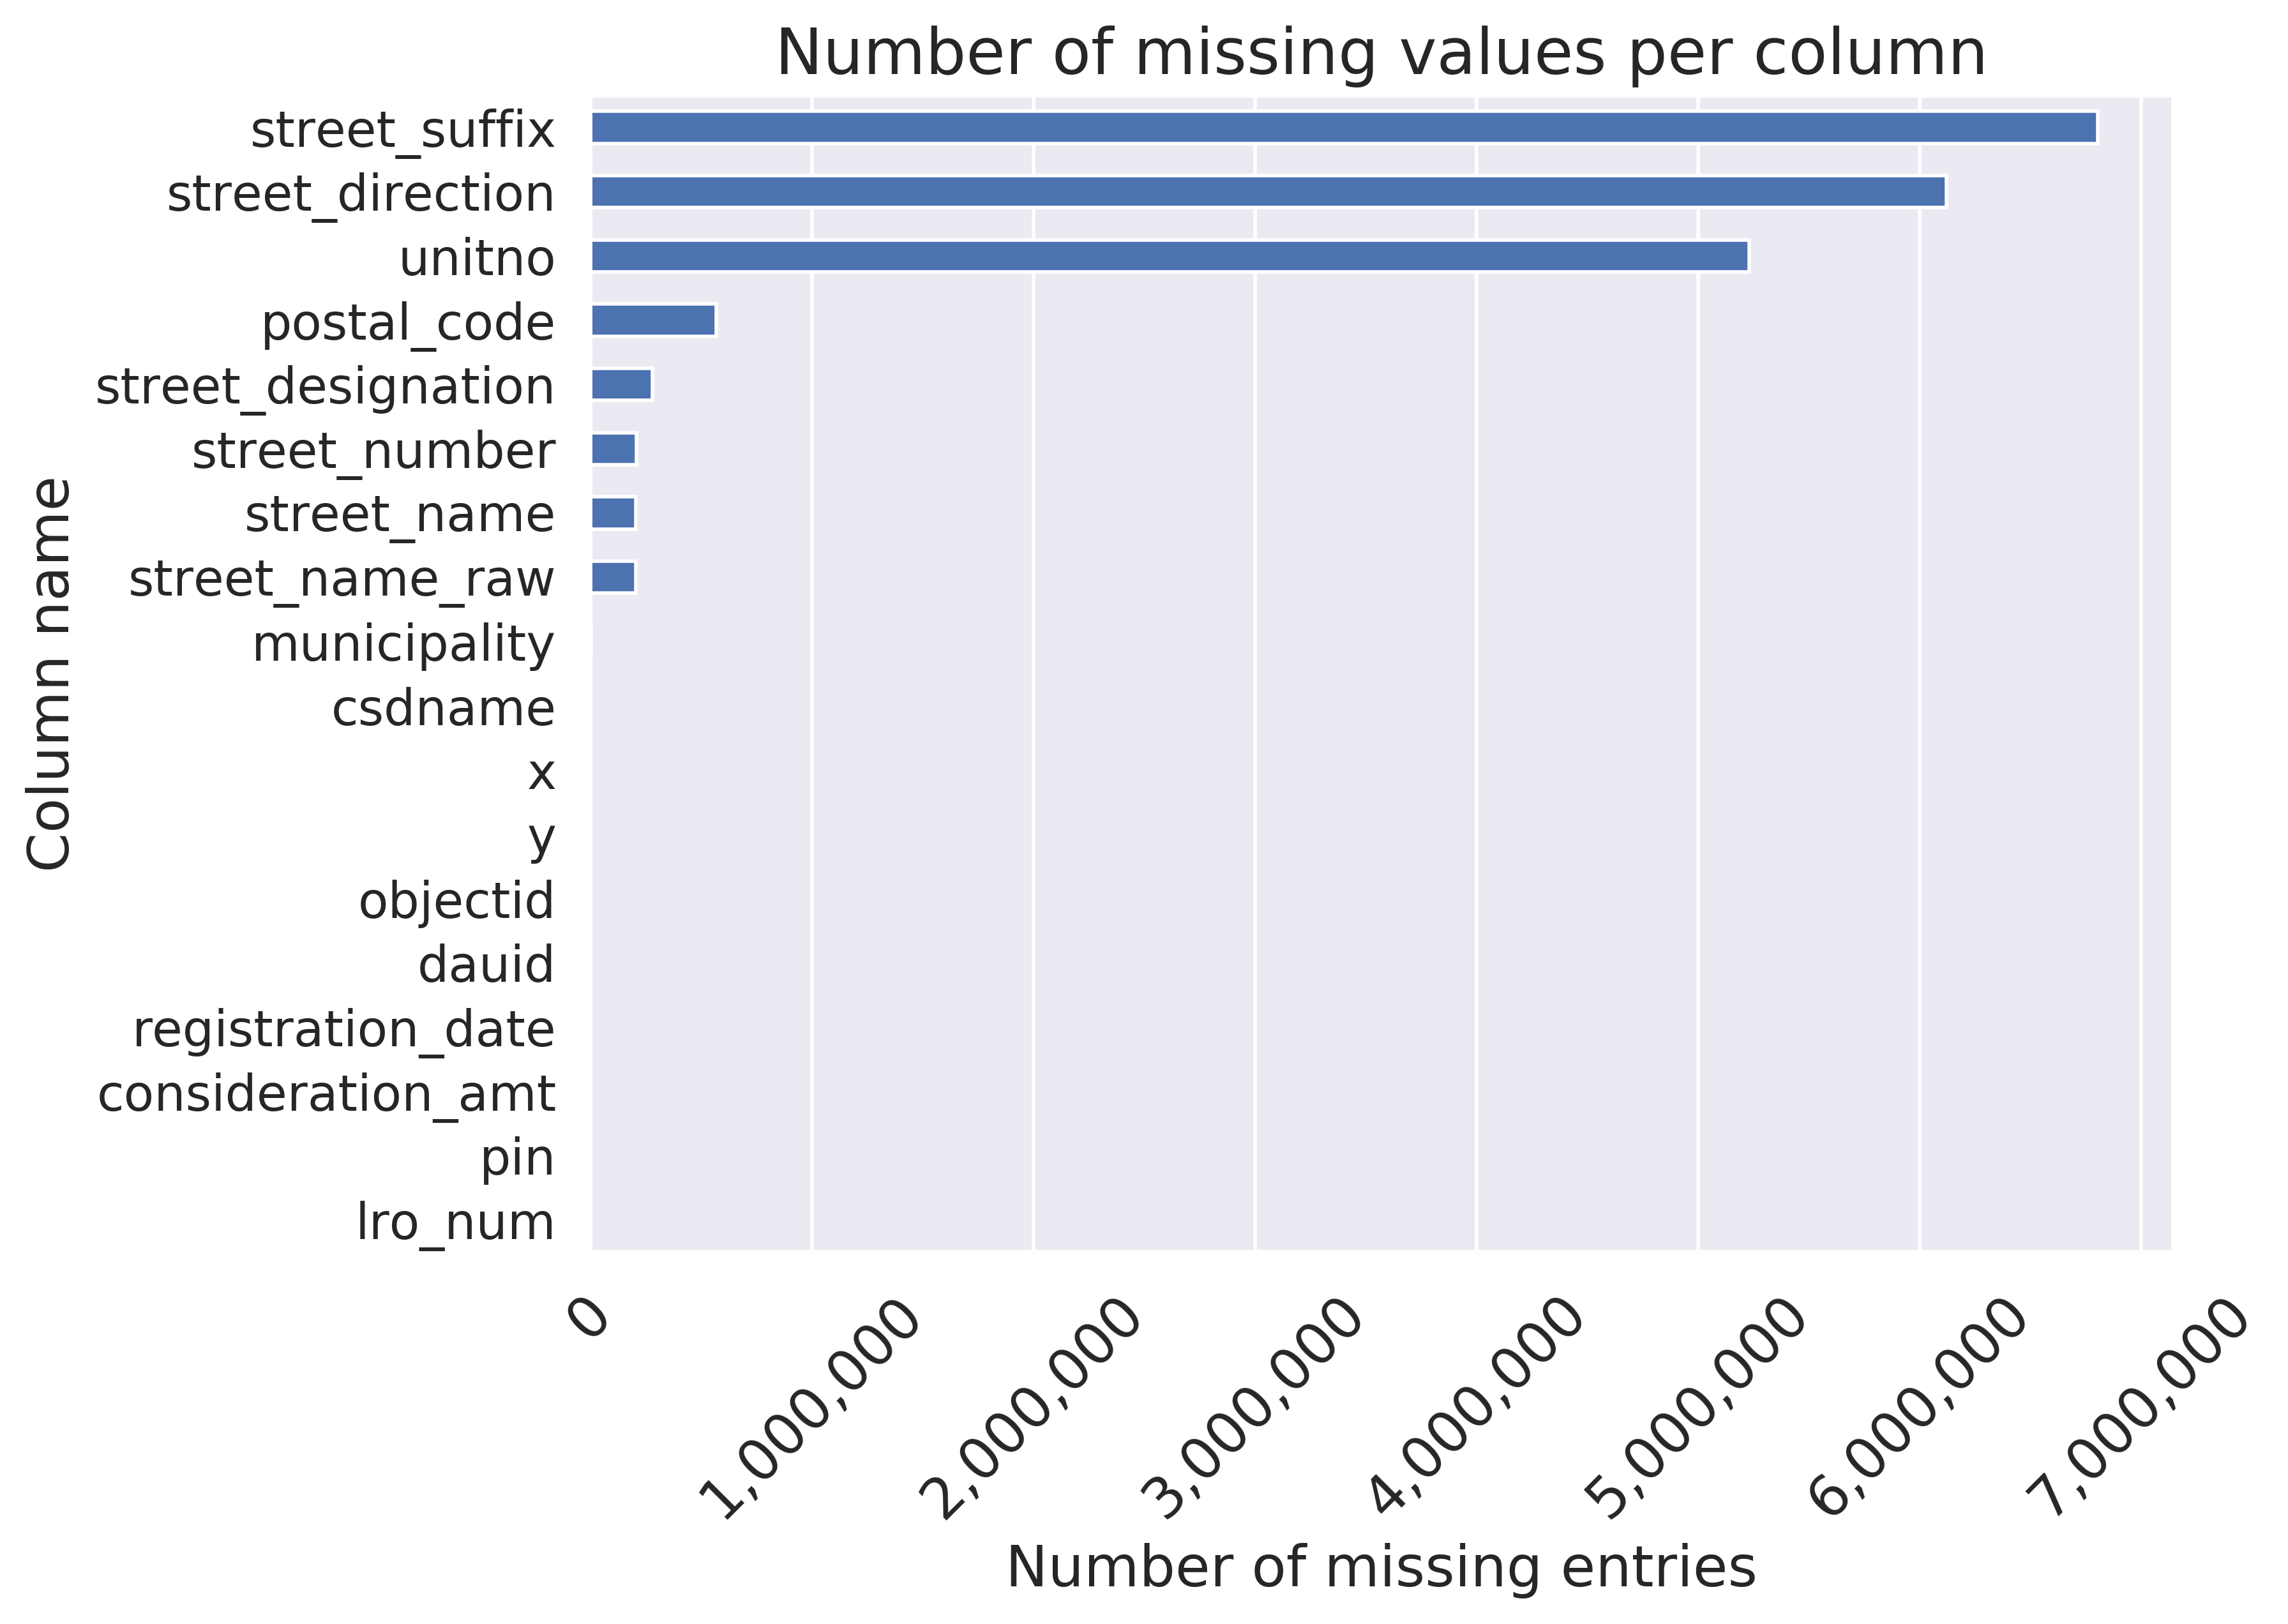 Number of missing values per column
Column name
street_suffix
street_direction
unitno
postal_code
street_designation
street_number
street_name
street_name_raw
municipality
csdname
x
y
objectid
dauid
registration_date
consideration_amt
pin
lro_num
0
1,000,000
2,000,000
3,000,000
4,000,000
5,000,000
6,000,000
7,000,000
Number of missing entries